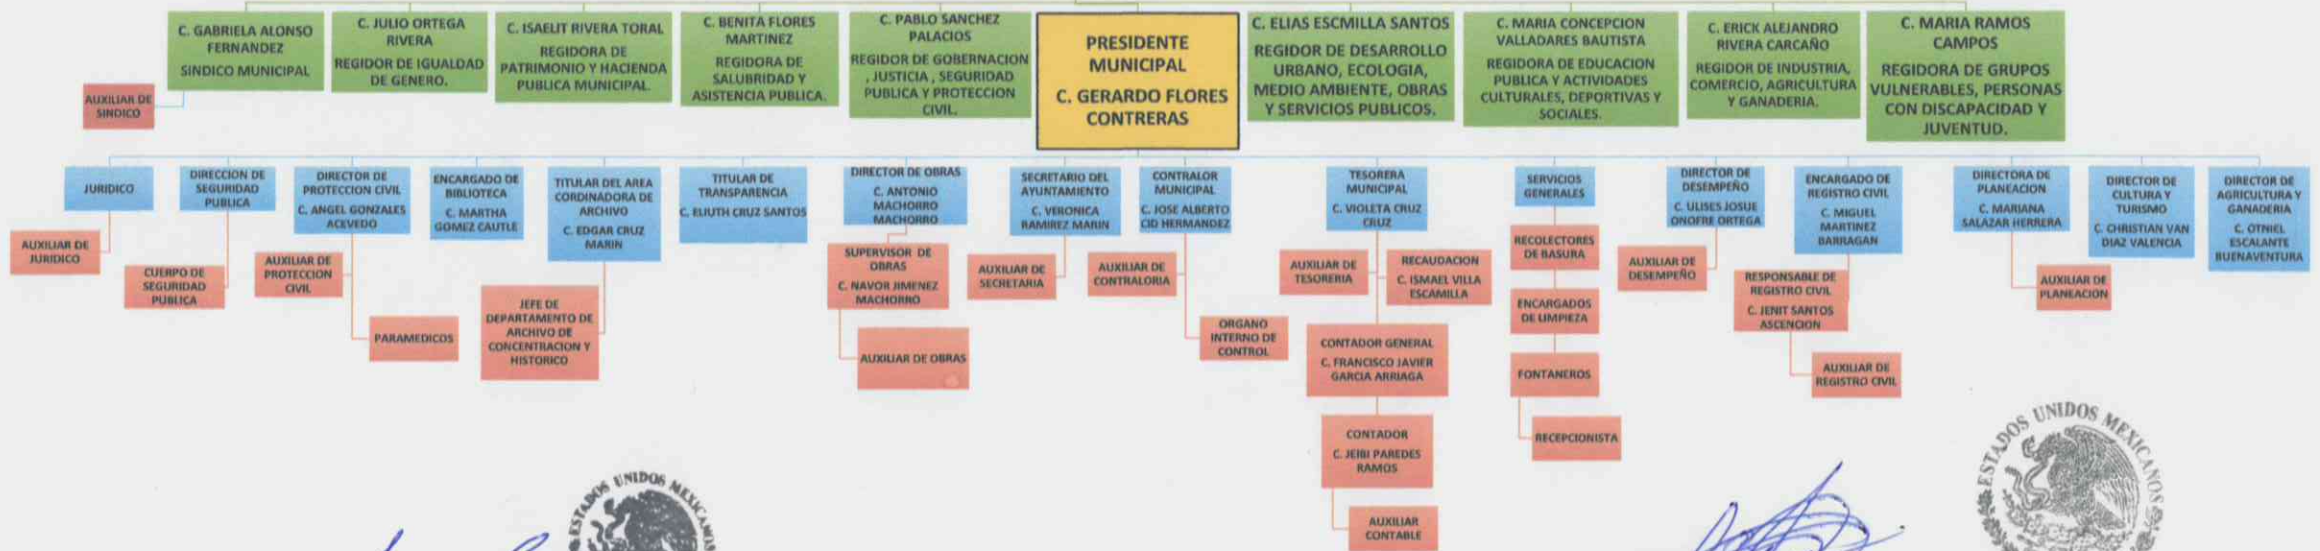 C. GABRIELA ALONSO
FERNANDEZ
SINDICO MUNICIPAL
C. JULIO ORTEGA
RIVERA
REGIDOR DE IGUALDAD
DE GENERO.
C. ISAELIT RIVERA TORAL
REGIDORA DE
PATRIMONIO Y HACIENDA
PUBLICA MUNICIPAL.
C. BENITA FLORES
MARTINEZ
REGIDORA DE
SALUBRIDAD Y
ASISTENCIA PUBLICA.
C. PABLO SANCHEZ
PALACIOS
REGIDOR DE GOBERNACION
, JUSTICIA , SEGURIDAD
PUBLICA Y PROTECCION
CIVIL.
PRESIDENTE
MUNICIPAL
C. GERARDO FLORES
CONTRERAS
C. ELIAS ESCMILLA SANTOS
REGIDOR DE DESARROLLO
URBANO, ECOLOGIA,
MEDIO AMBIENTE, OBRAS
Y SERVICIOS PUBLICOS.
C. MARIA CONCEPCION
VALLADARES BAUTISTA
REGIDORA DE EDUCACION
PUBLICA Y ACTIVIDADES
CULTURALES, DEPORTIVAS Y
SOCIALES.
C. ERICK ALEJANDRO
RIVERA CARCAÑO
REGIDOR DE INDUSTRIA,
COMERCIO, AGRICULTURA
Y GANADERIA.
C. MARIA RAMOS
CAMPOS
REGIDORA DE GRUPOS
VULNERABLES, PERSONAS
CON DISCAPACIDAD Y
JUVENTUD.
AUXILIAR DE
SINDICO
JURIDICO
DIRECCION DE
SEGURIDAD
PUBLICA
DIRECTOR DE
PROTECCION CIVIL
C. ANGEL GONZALES
ACEVEDO
ENCARGADO DE
BIBLIOTECA
C. MARTHA
GOMEZ CAUTLE
TITULAR DEL AREA
CORDINADORA DE
ARCHIVO
C. EDGAR CRUZ
MARIN
TITULAR DE
TRANSPARENCIA
C. ELIUTH CRUZ SANTOS
DIRECTOR DE OBRAS
C. ANTONIO
MACHORRO
MACHORRO
SECRETARIO DEL
AYUNTAMIENTO
C. VERONICA
RAMIREZ MARIN
CONTRALOR
MUNICIPAL
C. JOSE ALBERTO
CID HERMANDEZ
TESORERA
MUNICIPAL
C. VIOLETA CRUZ
CRUZ
SERVICIOS
GENERALES
DIRECTOR DE
DESEMPEÑO
C. ULISES JOSUE
ONOFRE ORTEGA
ENCARGADO DE
REGISTRO CIVIL
C. MIGUEL
MARTINEZ
BARRAGAN
DIRECTORA DE
PLANEACION
C. MARIANA
SALAZAR HERRERA
DIRECTOR DE
CULTURA Y
TURISMO
C. CHRISTIAN VAN
DIAZ VALENCIA
DIRECTOR DE
AGRICULTURA Y
GANADERIA
C. OTNIEL
ESCALANTE
BUENAVENTURA
AUXILIAR DE
JURIDICO
CUERPO DE
SEGURIDAD
PUBLICA
AUXILIAR DE
PROTECCION
CIVIL
PARAMEDICOS
JEFE DE
DEPARTAMENTO DE
ARCHIVO DE
CONCENTRACION Y
HISTORICO
SUPERVISOR DE
OBRAS
C. NAVOR JIMENEZ
MACHORRO
AUXILIAR DE OBRAS
AUXILIAR DE
SECRETARIA
AUXILIAR DE
CONTRALORIA
ORGANO
INTERNO DE
CONTROL
AUXILIAR DE
TESORERIA
RECAUDACION
C. ISMAEL VILLA
ESCAMILLA
CONTADOR GENERAL
C. FRANCISCO JAVIER
GARCIA ARRIAGA
CONTADOR
C. JEIBI PAREDES
RAMOS
AUXILIAR
CONTABLE
RECOLECTORES
DE BASURA
ENCARGADOS
DE LIMPIEZA
FONTANEROS
RECEPCIONISTA
AUXILIAR DE
DESEMPEÑO
RESPONSABLE DE
REGISTRO CIVIL
C. JENIT SANTOS
ASCENCION
AUXILIAR DE
REGISTRO CIVIL
AUXILIAR DE
PLANEACION
ESTADOS UNIDOS MEXICANOS
ESTADOS UNIDOS MEXICANOS